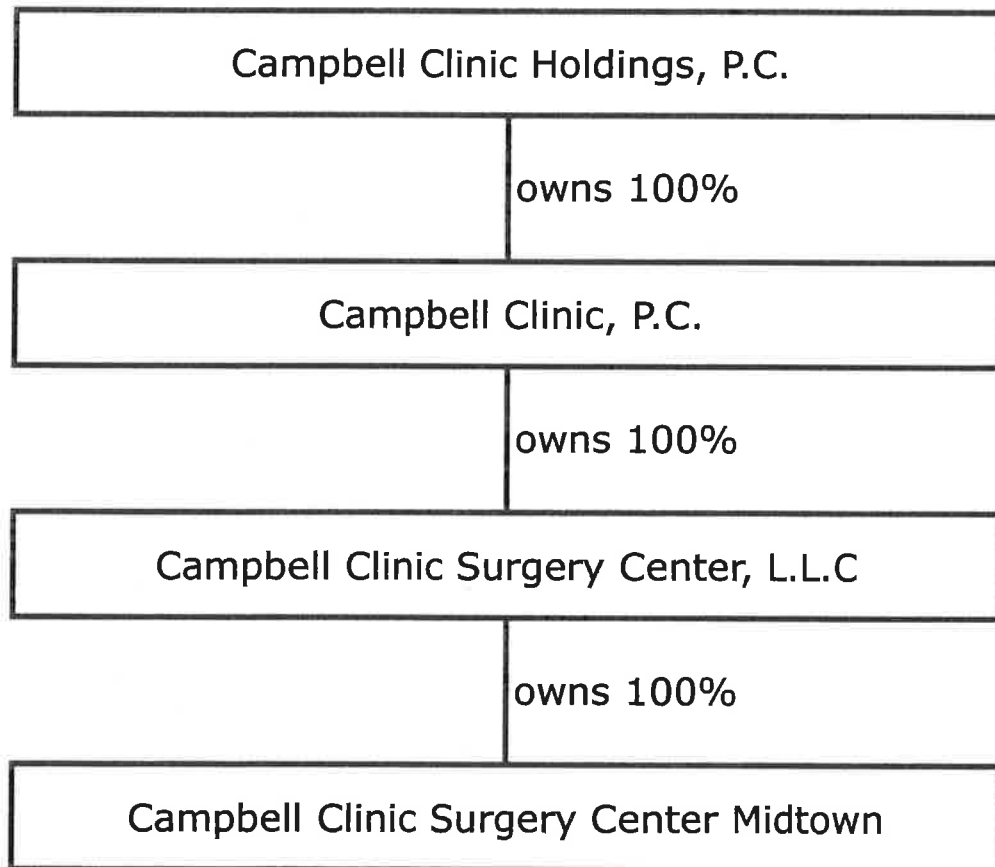 Campbell Clinic Holdings, P.C.
owns 100%
Campbell Clinic, P.C.
owns 100%
Campbell Clinic Surgery Center, L.L.C
owns 100%
Campbell Clinic Surgery Center Midtown